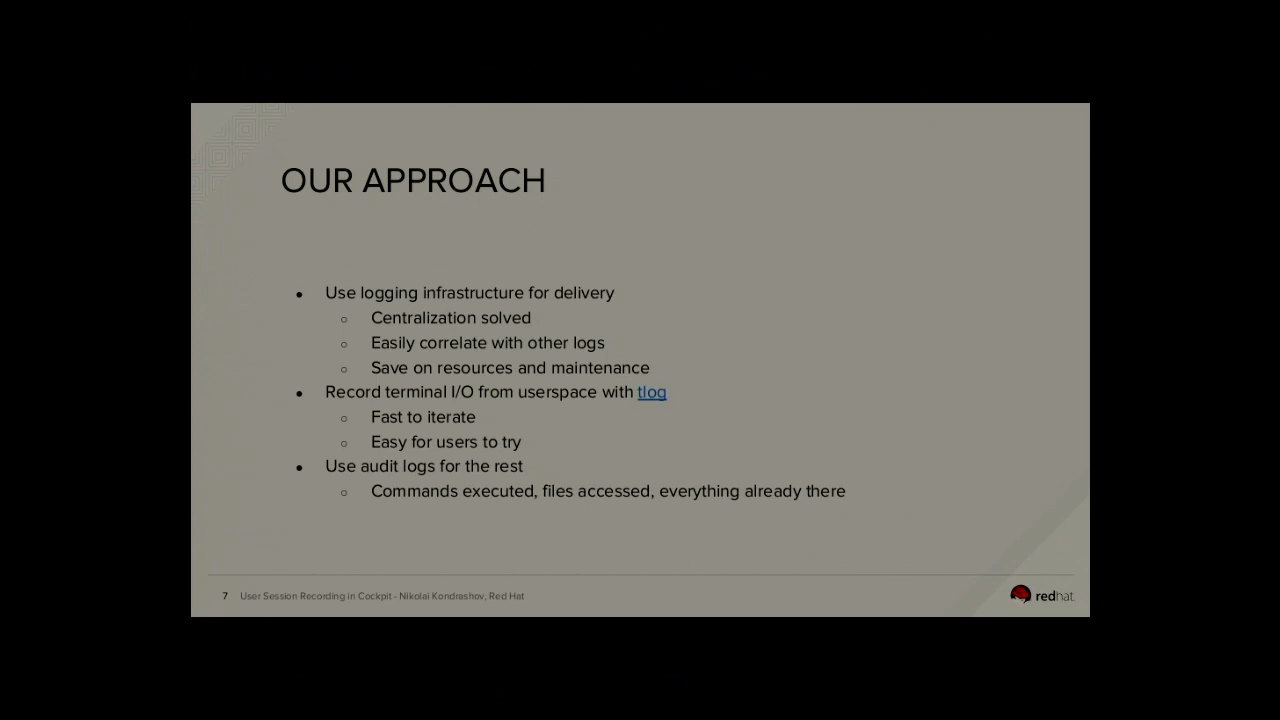 OUR APPROACH
● Use logging infrastructure for delivery
○ Centralization solved
○ Easily correlate with other logs
○ Save on resources and maintenance
● Record terminal I/O from userspace with tlog
○ Fast to iterate
○ Easy for users to try
● Use audit logs for the rest
○ Commands executed, files accessed, everything already there
7 User Session Recording in Cockpit - Nikolai Kondrashov, Red Hat
redhat